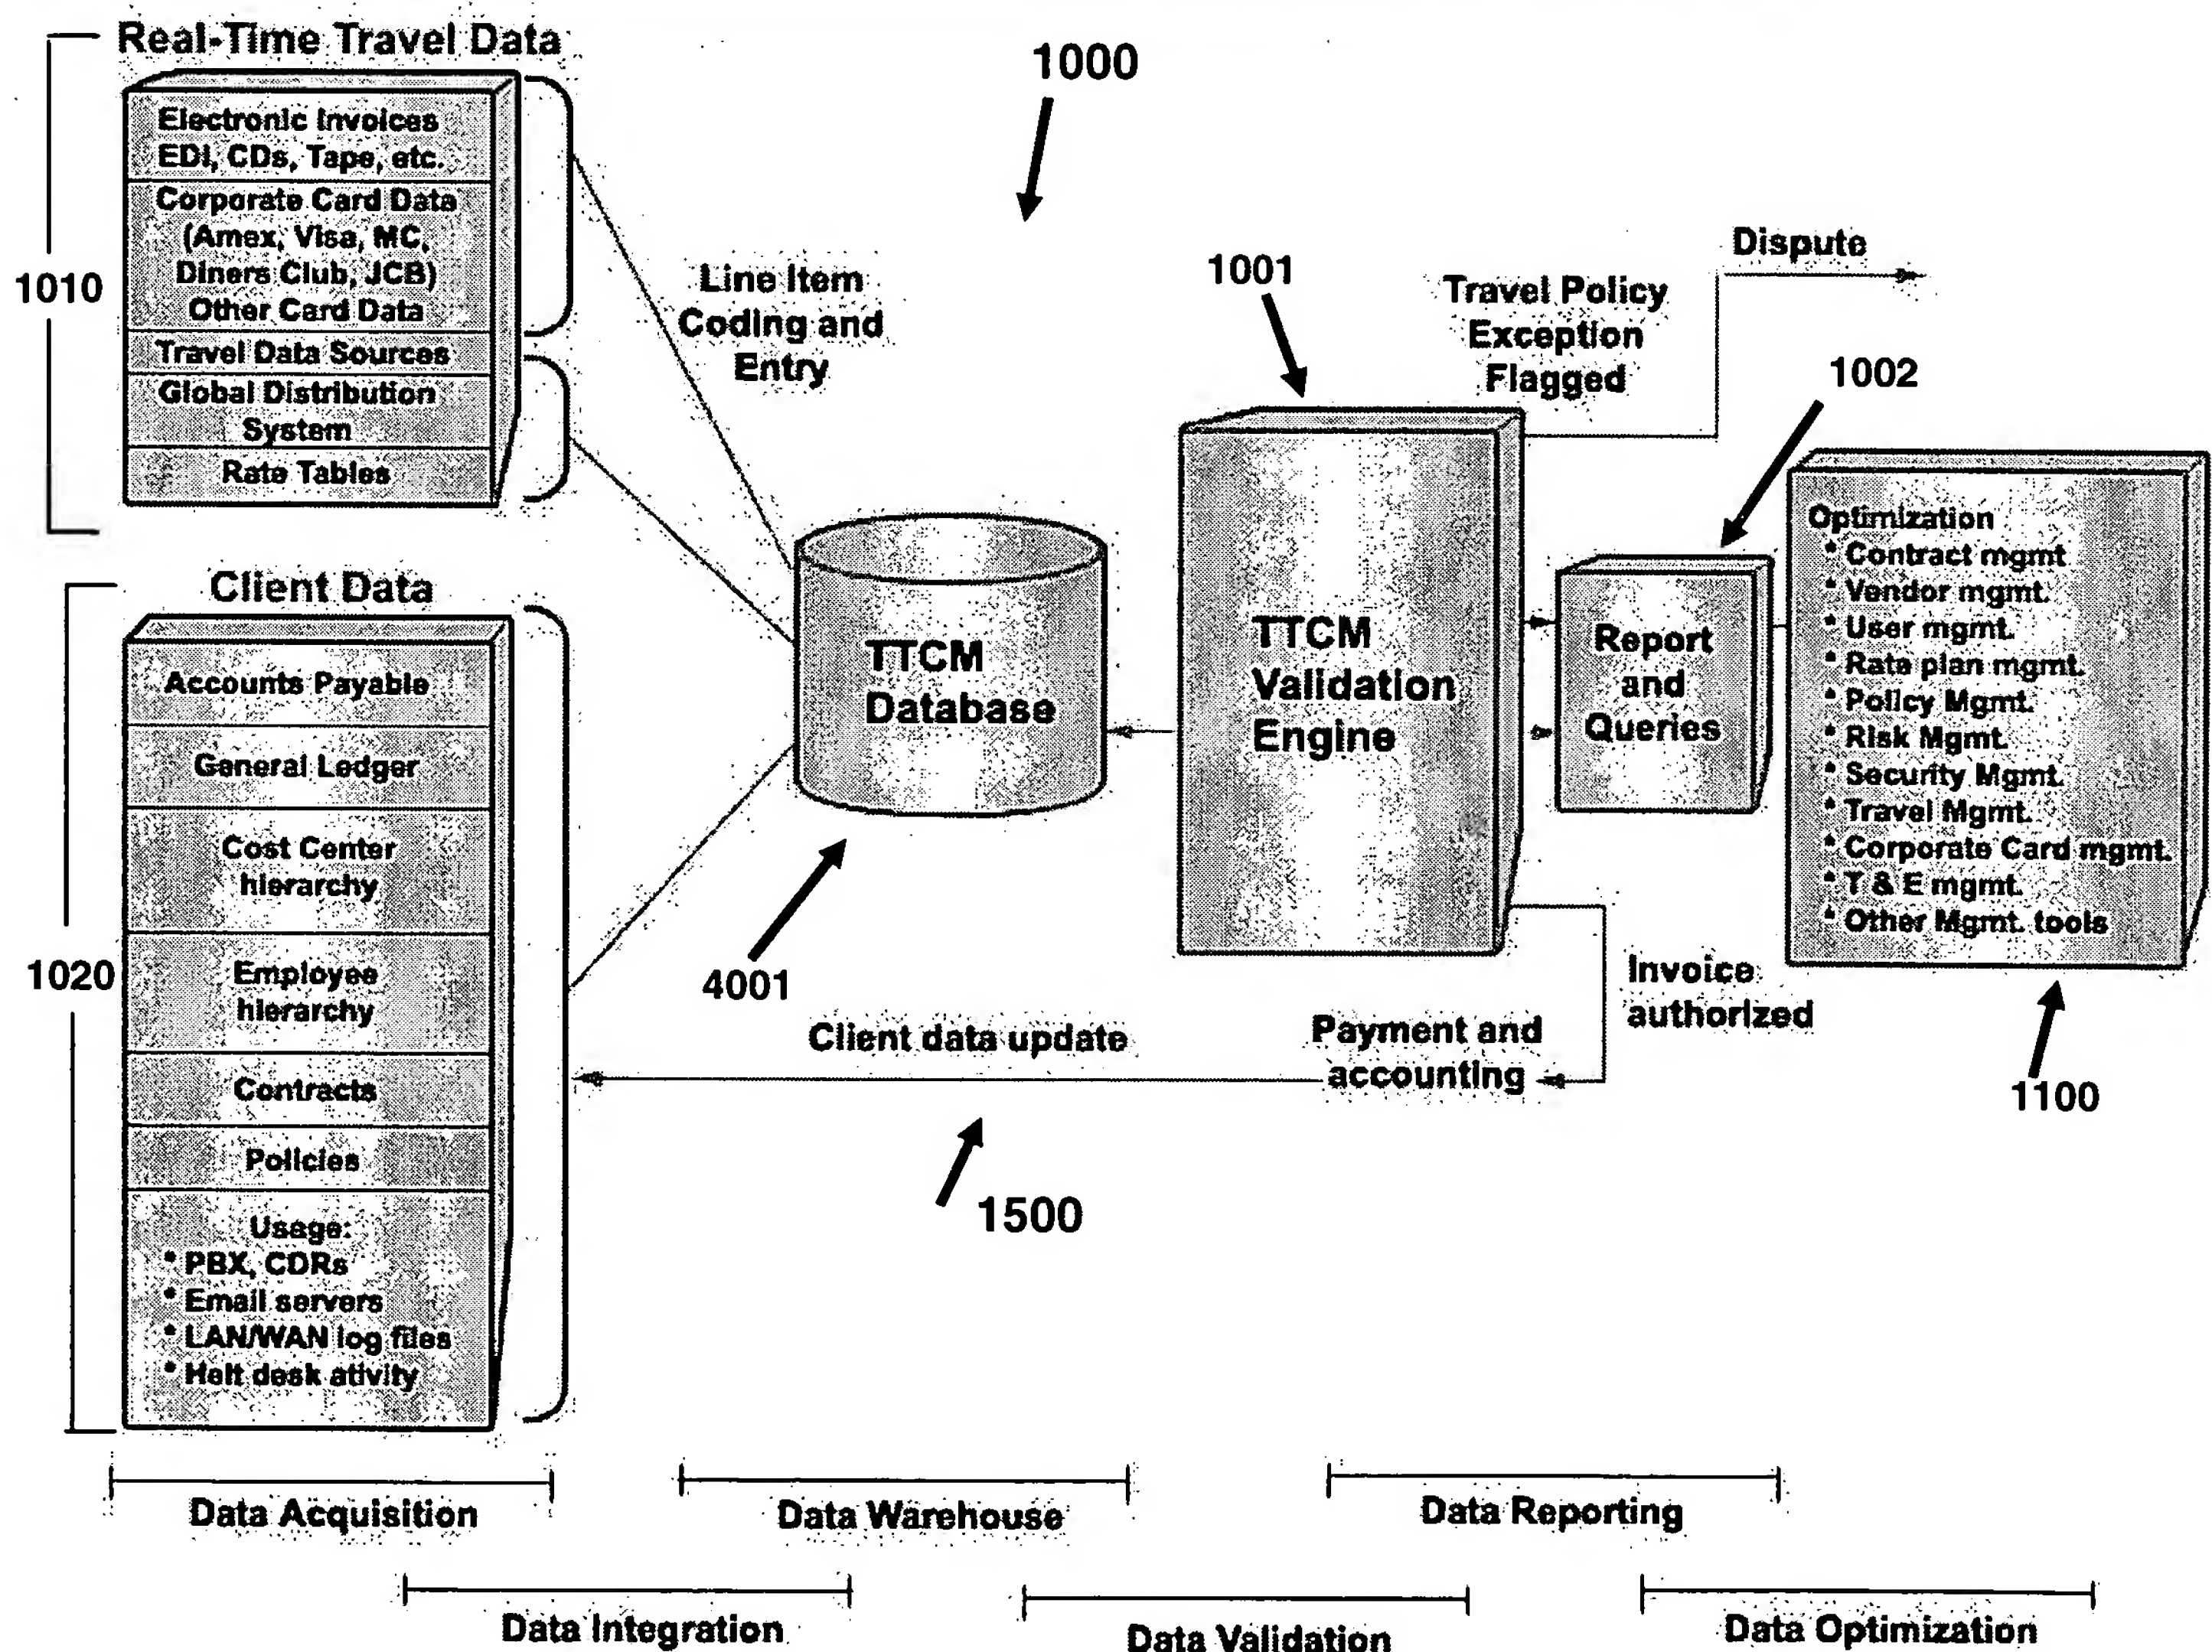 Real-Time Travel Data
1010
Electronic Invoices
EDI, CDs, Tape, etc.
Corporate Card Data
(Amex, Visa, MC,
Diners Club, JCB)
Other Card Data
Travel Data Sources
Global Distribution
System
Rate Tables
Client Data
1020
Accounts Payable
General Ledger
Cost Center
hierarchy
Employee
hierarchy
Contracts
Policies
Usage:
* PBX, CDRs
* Email servers
* LAN/WAN log files
* Helt desk ativity
1000
Line Item
Coding and
Entry
TTCM
Database
4001
1001
TTCM
Validation
Engine
Travel Policy
Exception
Flagged
Dispute
1002
Report
and
Queries
Optimization
* Contract mgmt
* Vendor mgmt.
* User mgmt.
* Rate plan mgmt.
* Policy Mgmt.
* Risk Mgmt.
* Security Mgmt.
* Travel Mgmt.
* Corporate Card mgmt.
* T & E mgmt.
* Other Mgmt. tools
1100
Invoice
authorized
Payment and
accounting
Client data update
1500
Data Acquisition
Data Warehouse
Data Reporting
Data Integration
Data Validation
Data Optimization